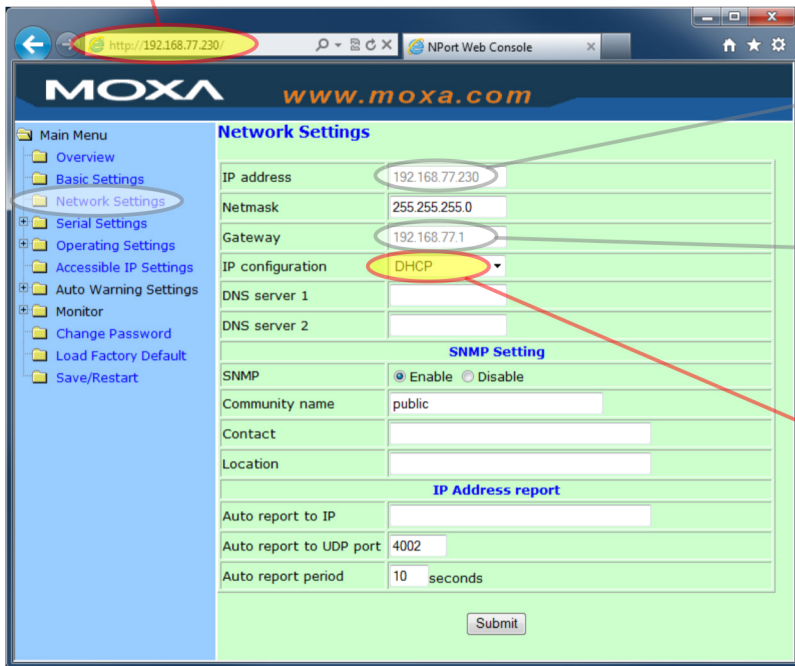 http://192.168.77.230/
NPort Web Console
MOXA
www.moxa.com
Main Menu
Overview
Basic Settings
Network Settings
Serial Settings
Operating Settings
Accessible IP Settings
Auto Warning Settings
Monitor
Change Password
Load Factory Default
Save/Restart
Network Settings
IP address 192.168.77.230
Netmask 255.255.255.0
Gateway 192.168.77.1
IP configuration DHCP
DNS server 1
DNS server 2
SNMP Setting
SNMP Enable Disable
Community name public
Contact
Location
IP Address report
Auto report to IP
Auto report to UDP port 4002
Auto report period 10 seconds
Submit